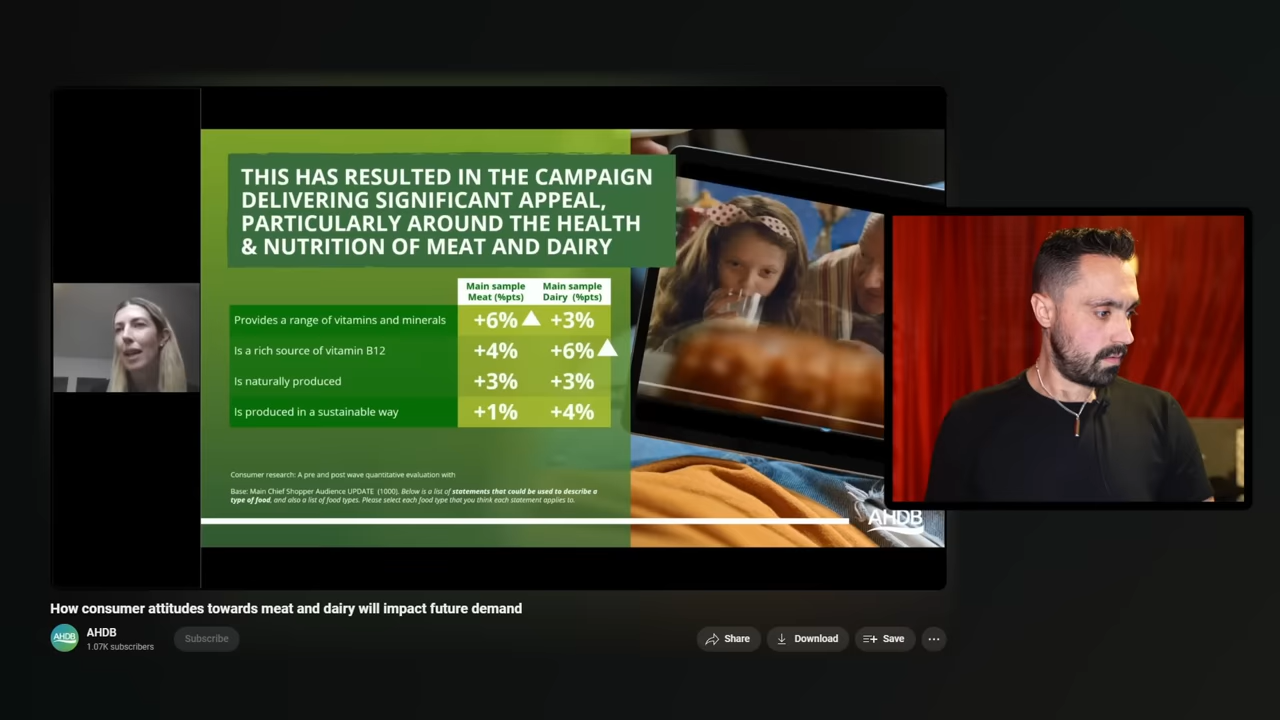 THIS HAS RESULTED IN THE CAMPAIGN
DELIVERING SIGNIFICANT APPEAL,
PARTICULARLY AROUND THE HEALTH
& NUTRITION OF MEAT AND DAIRY
Main sample Meat (%pts) Main sample Dairy (%pts)
Provides a range of vitamins and minerals +6% +3%
Is a rich source of vitamin B12 +4% +6%
Is naturally produced +3% +3%
Is produced in a sustainable way +1% +4%
Consumer research: A pre and post wave quantitative evaluation with
Base: Main Chief Shopper Audience UPDATE (1000). Below is a list of statements that could be used to describe a
type of food, and also a list of food types. Please select each food type that you think each statement applies to.
AHDB
How consumer attitudes towards meat and dairy will impact future demand
AHDB
AHDB
1.07K subscribers
Subscribe
Share
Download
Save